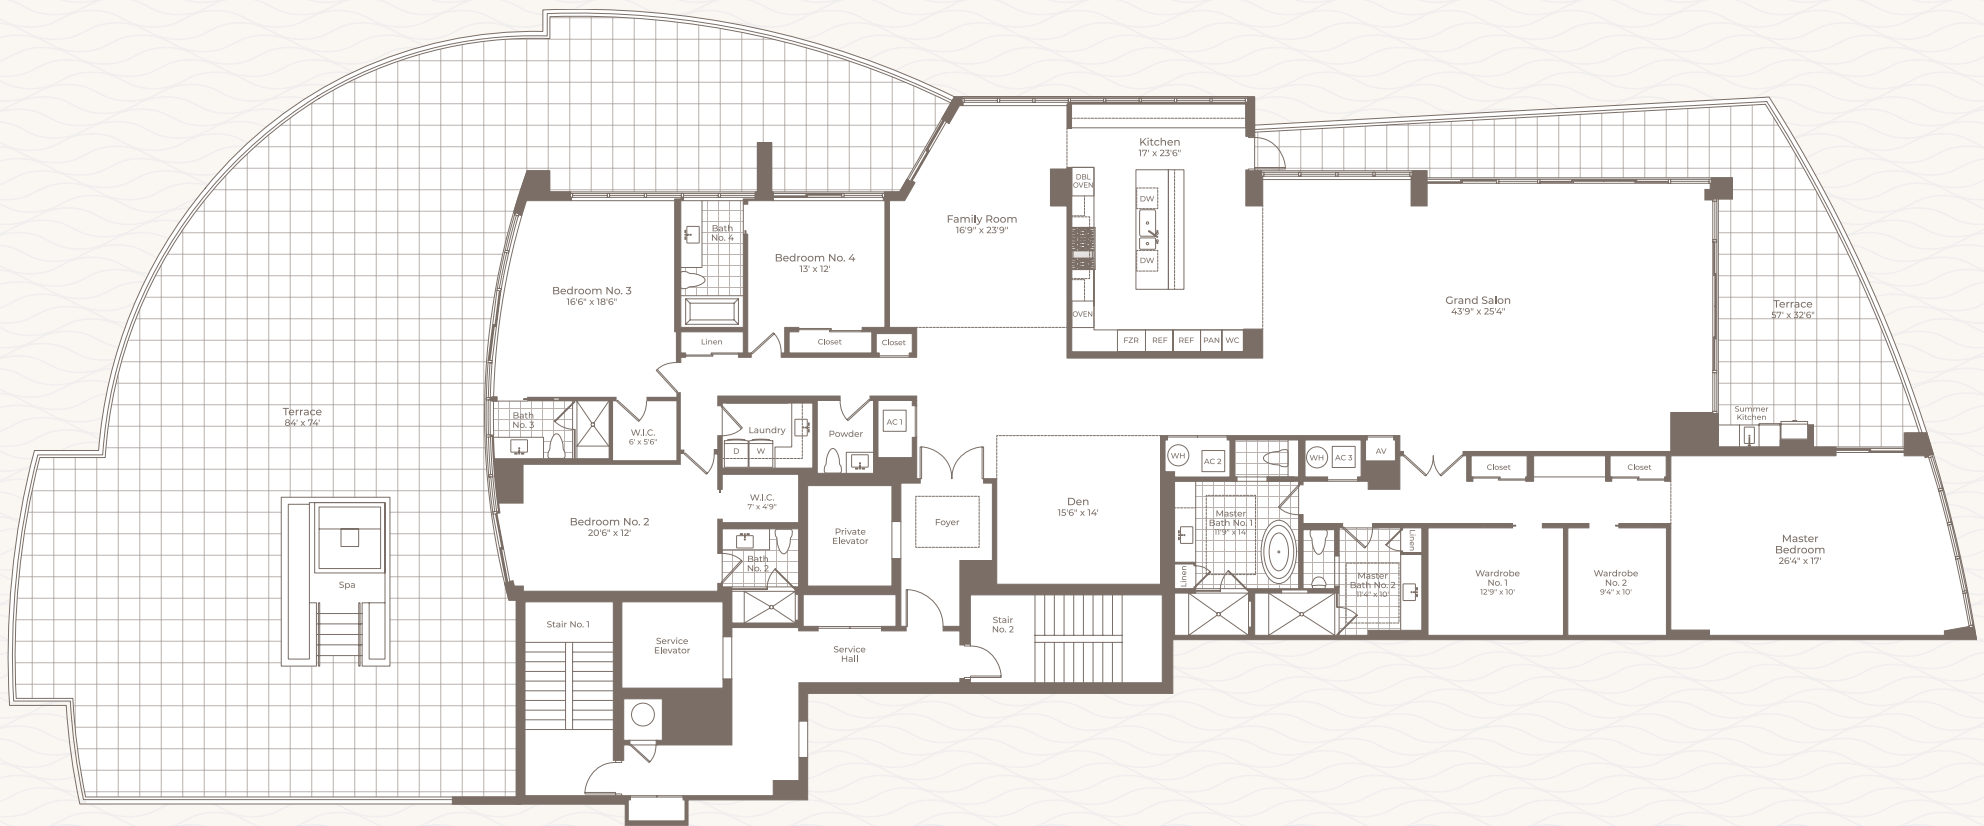 Kitchen
17' x 23'6"
DBL
OVEN
DW
DW
OVEN
FZR
REF
REF
PAN
WC
Family Room
16'9" x 23'9"
Bath
No. 4
Bedroom No. 4
13' x 12'
Bedroom No. 3
16'6" x 18'6"
Linen
Closet
Closet
Grand Salon
43'9" x 25'4"
Terrace
57' x 32'6"
Summer
Kitchen
Terrace
84' x 74'
Bath
No. 3
W.I.C.
6' x 5'6"
Laundry
D
W
Powder
AC 1
WH
AC 2
WH
AC 3
AV
Closet
Closet
W.I.C.
7' x 4'9"
Bedroom No. 2
20'6" x 12'
Bath
No. 2
Private
Elevator
Foyer
Den
15'6" x 14'
Master
Bath No. 1
11'9" x 14'
Linen
Linen
Master
Bath No. 2
11'4" x 10'
Wardrobe
No. 1
12'9" x 10'
Wardrobe
No. 2
9'4" x 10'
Master
Bedroom
26'4" x 17'
Spa
Stair No. 1
Service
Elevator
Service
Hall
Stair
No. 2